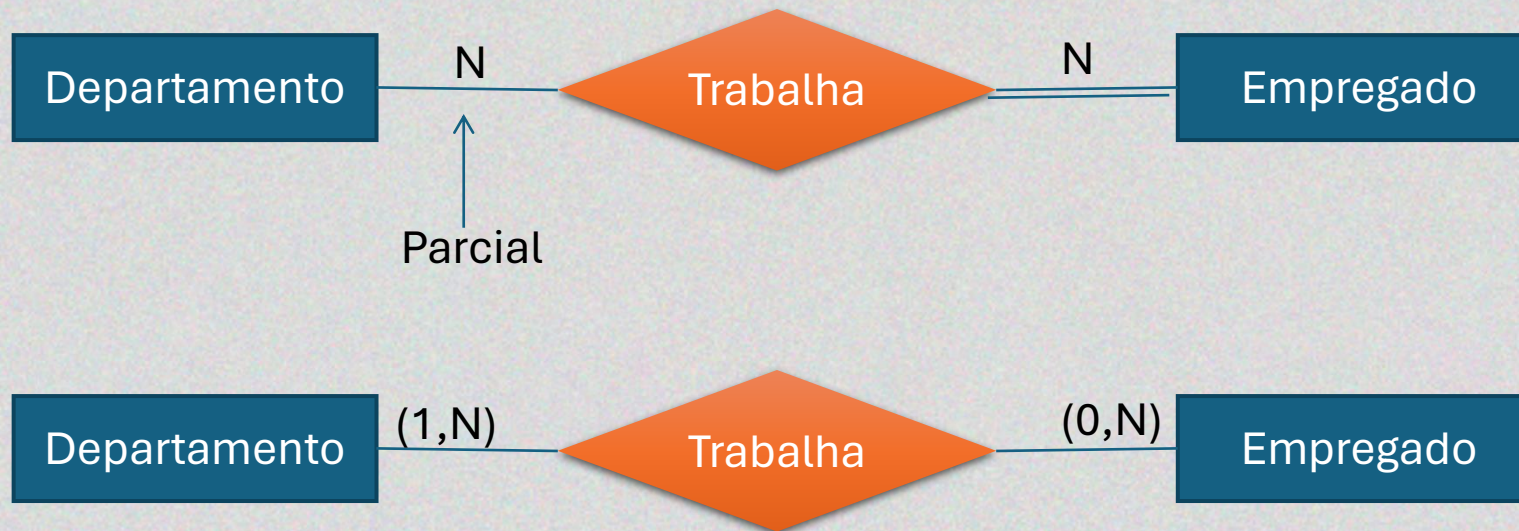 Departamento
N
Trabalha
N
Empregado
Parcial
Departamento
(1,N)
Trabalha
(0,N)
Empregado